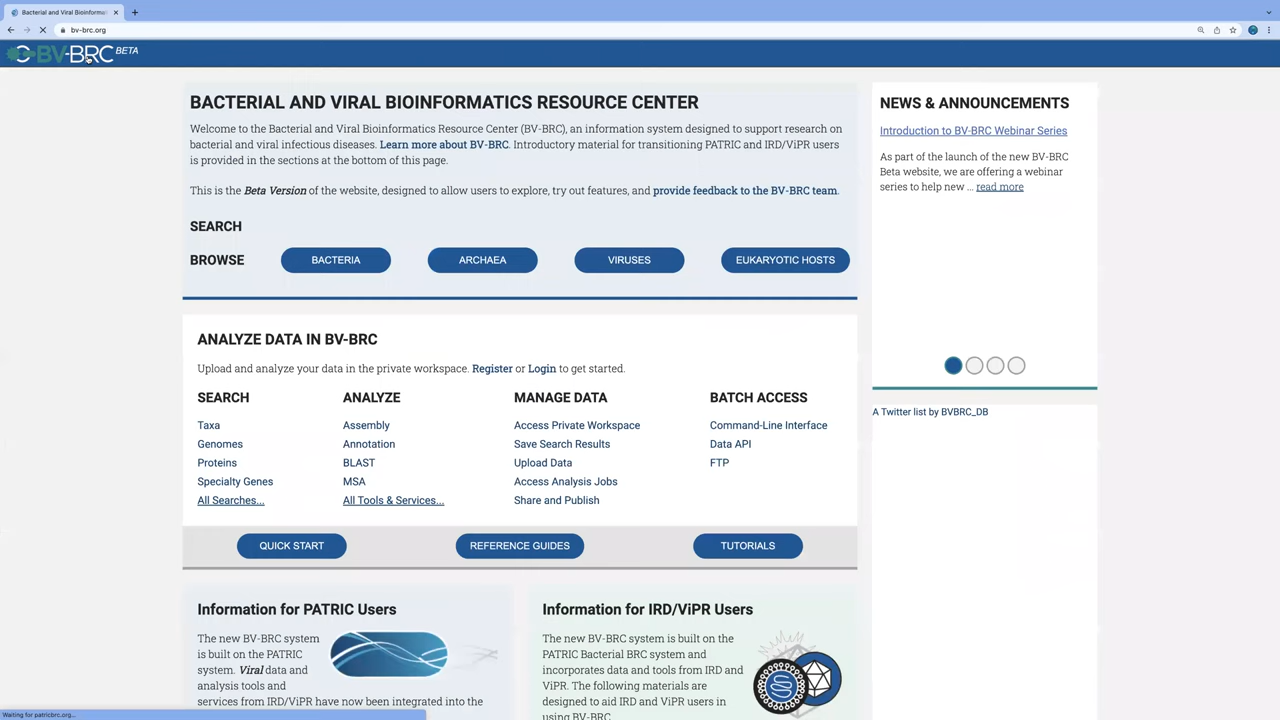 Bacterial and Viral Bioinformat
bv-brc.org
BV-BRC BETA
BACTERIAL AND VIRAL BIOINFORMATICS RESOURCE CENTER
Welcome to the Bacterial and Viral Bioinformatics Resource Center (BV-BRC), an information system designed to support research on
bacterial and viral infectious diseases. Learn more about BV-BRC. Introductory material for transitioning PATRIC and IRD/ViPR users
is provided in the sections at the bottom of this page.
This is the Beta Version of the website, designed to allow users to explore, try out features, and provide feedback to the BV-BRC team.
SEARCH
BROWSE BACTERIA ARCHAEA VIRUSES EUKARYOTIC HOSTS
ANALYZE DATA IN BV-BRC
Upload and analyze your data in the private workspace. Register or Login to get started.
SEARCH
Taxa
Genomes
Proteins
Specialty Genes
All Searches...
ANALYZE
Assembly
Annotation
BLAST
MSA
All Tools & Services...
MANAGE DATA
Access Private Workspace
Save Search Results
Upload Data
Access Analysis Jobs
Share and Publish
BATCH ACCESS
Command-Line Interface
Data API
FTP
QUICK START REFERENCE GUIDES TUTORIALS
Information for PATRIC Users
The new BV-BRC system
is built on the PATRIC
system. Viral data and
analysis tools and
services from IRD/ViPR have now been integrated into the
Information for IRD/ViPR Users
The new BV-BRC system is built on the
PATRIC Bacterial BRC system and
incorporates data and tools from IRD and
ViPR. The following materials are
designed to aid IRD and ViPR users in
using BV-BRC.
NEWS & ANNOUNCEMENTS
Introduction to BV-BRC Webinar Series
As part of the launch of the new BV-BRC
Beta website, we are offering a webinar
series to help new ... read more
A Twitter list by BVBRC_DB
Waiting for patricbrc.org...